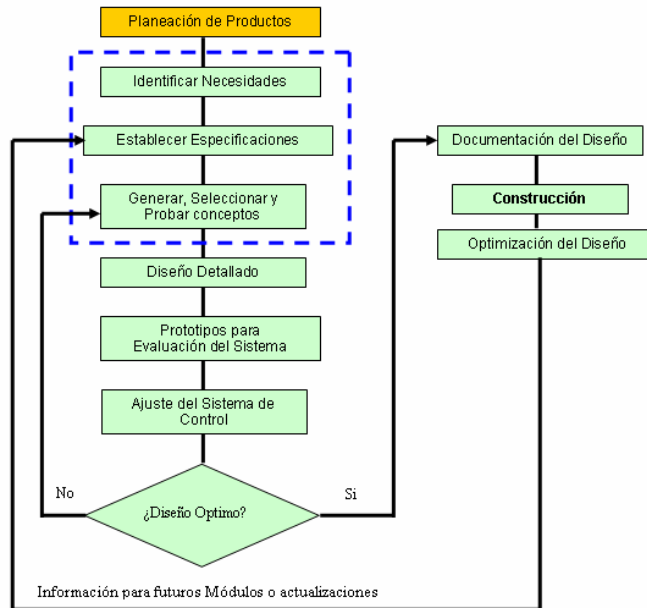 Planeación de Productos
Identificar Necesidades
Establecer Especificaciones
Generar, Seleccionar y
Probar conceptos
Diseño Detallado
Prototipos para
Evaluación del Sistema
Ajuste del Sistema de
Control
¿Diseño Optimo?
No
Si
Documentación del Diseño
Construcción
Optimización del Diseño
Información para futuros Módulos o actualizaciones